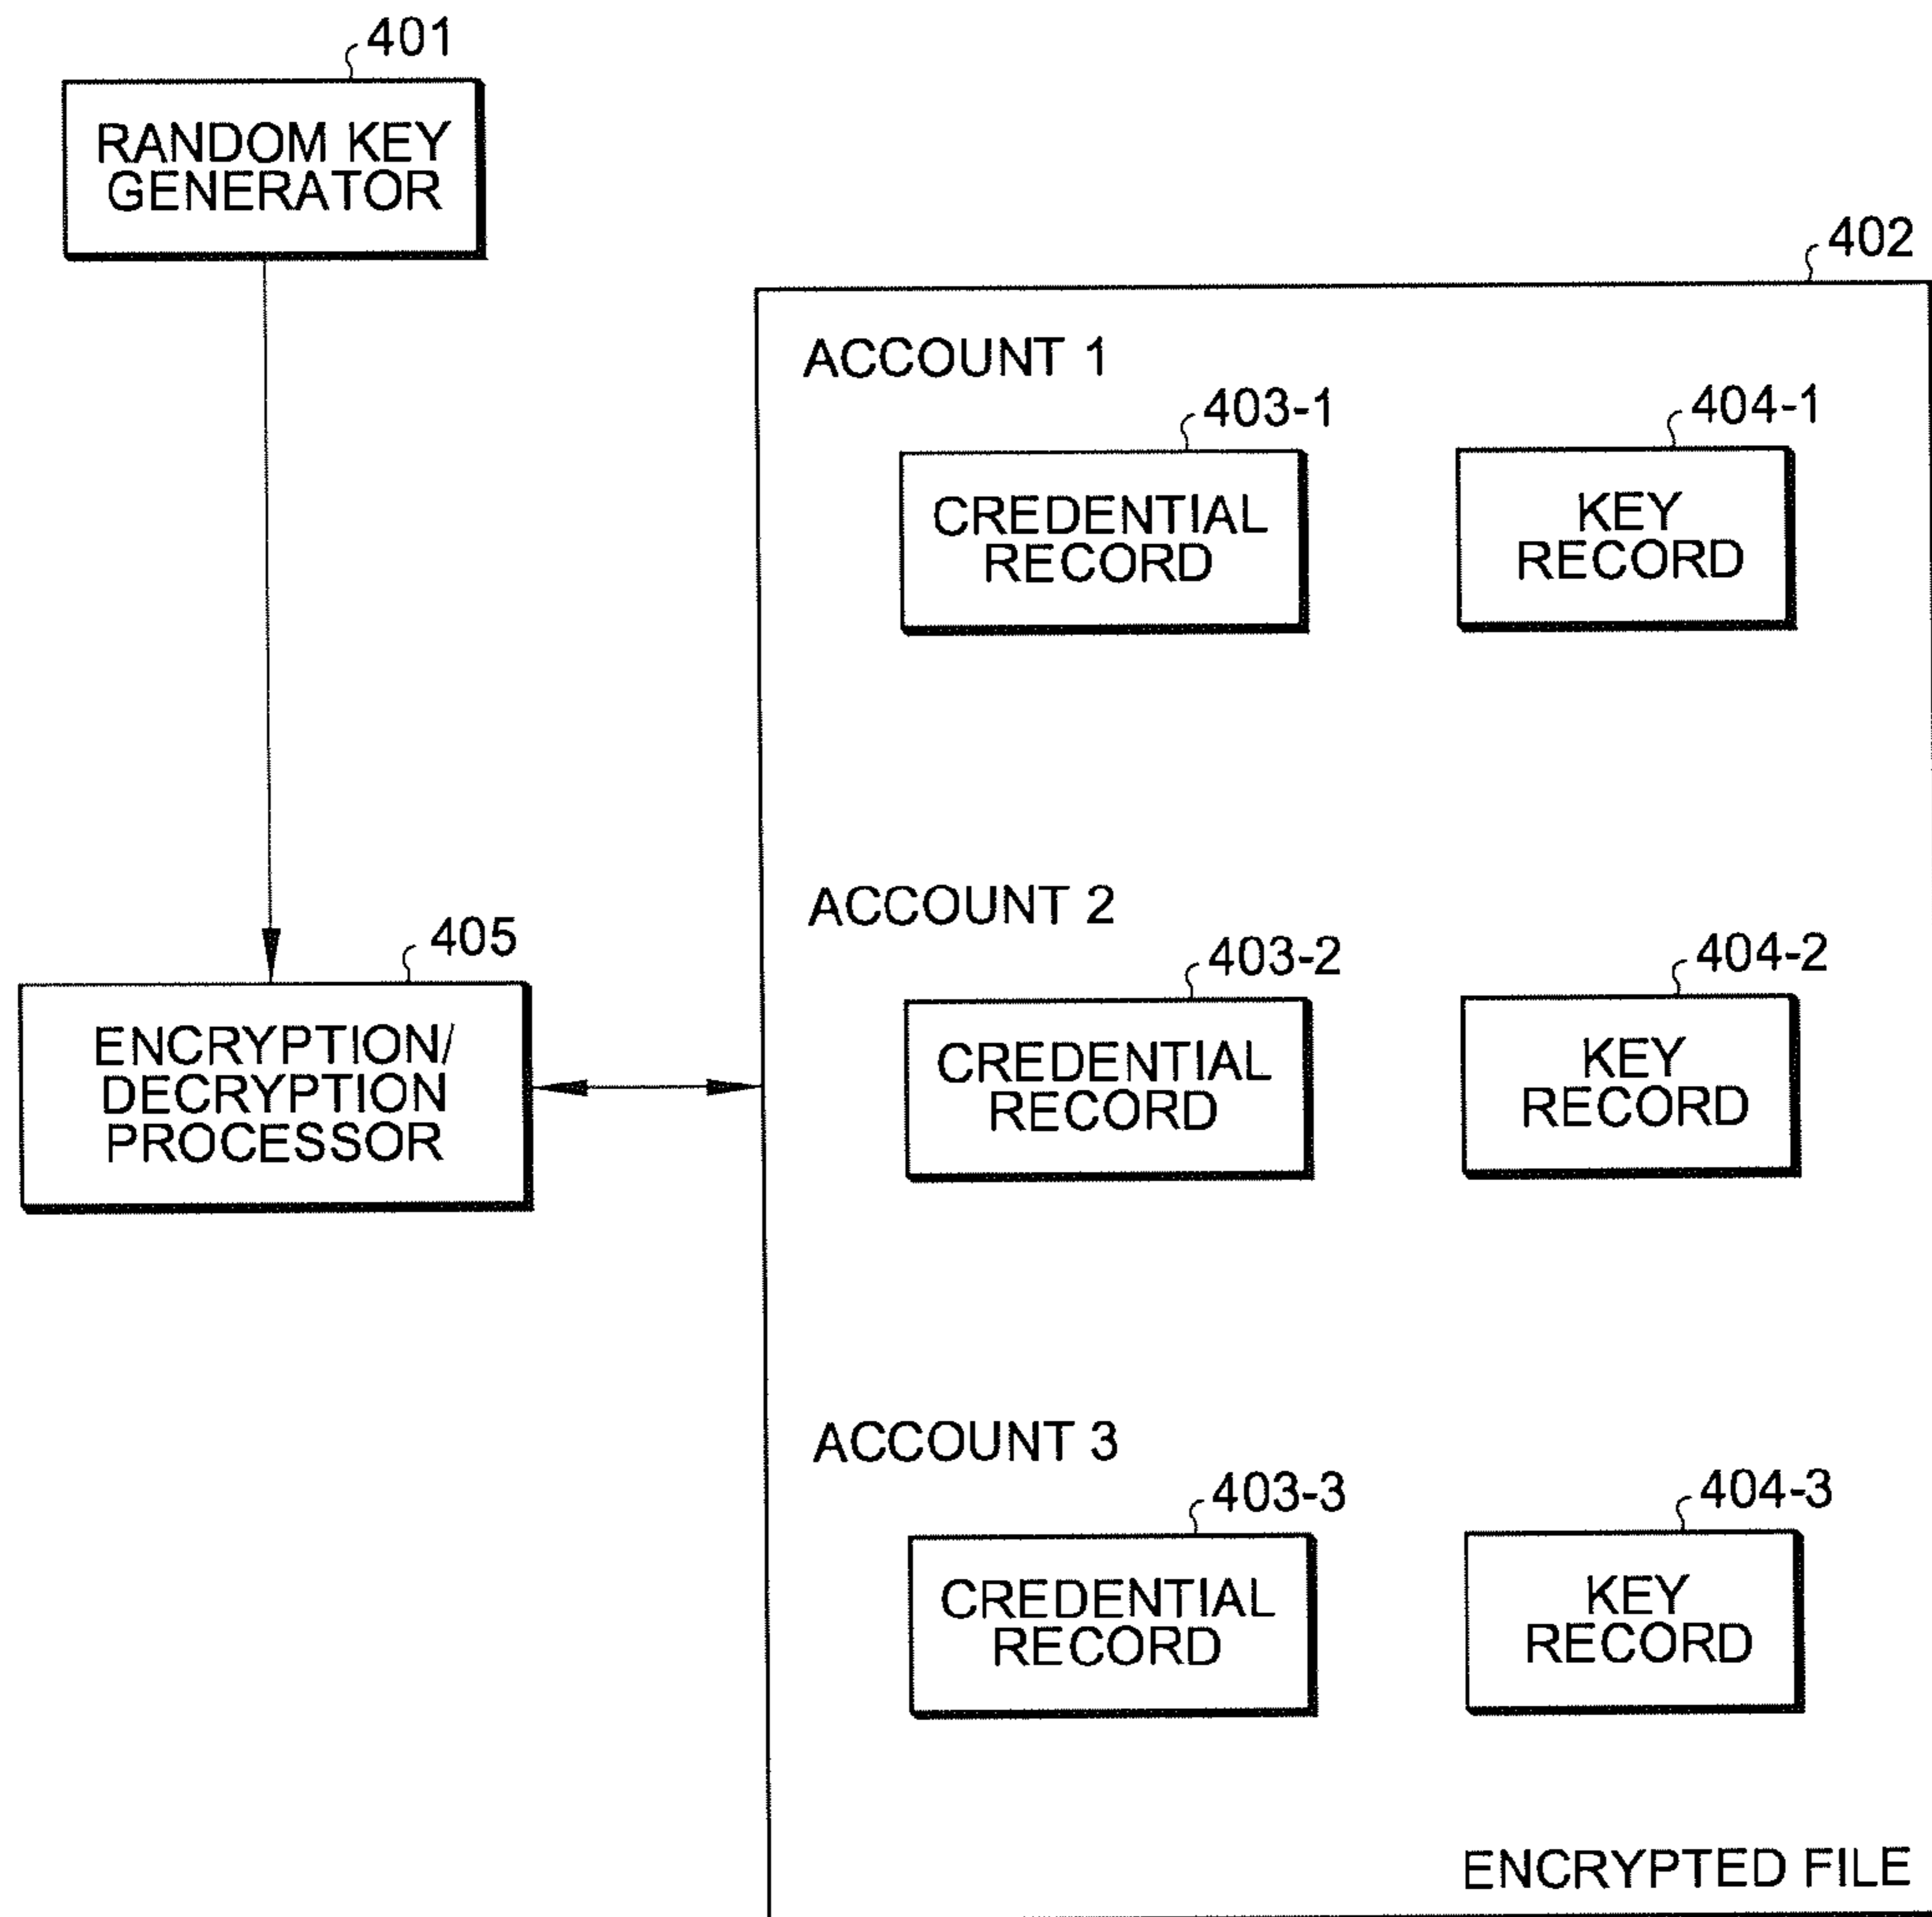 401
RANDOM KEY
GENERATOR
402
ACCOUNT 1
403-1
404-1
CREDENTIAL
RECORD
KEY
RECORD
405
ENCRYPTION/
DECRYPTION
PROCESSOR
ACCOUNT 2
403-2
404-2
CREDENTIAL
RECORD
KEY
RECORD
ACCOUNT 3
403-3
404-3
CREDENTIAL
RECORD
KEY
RECORD
ENCRYPTED FILE